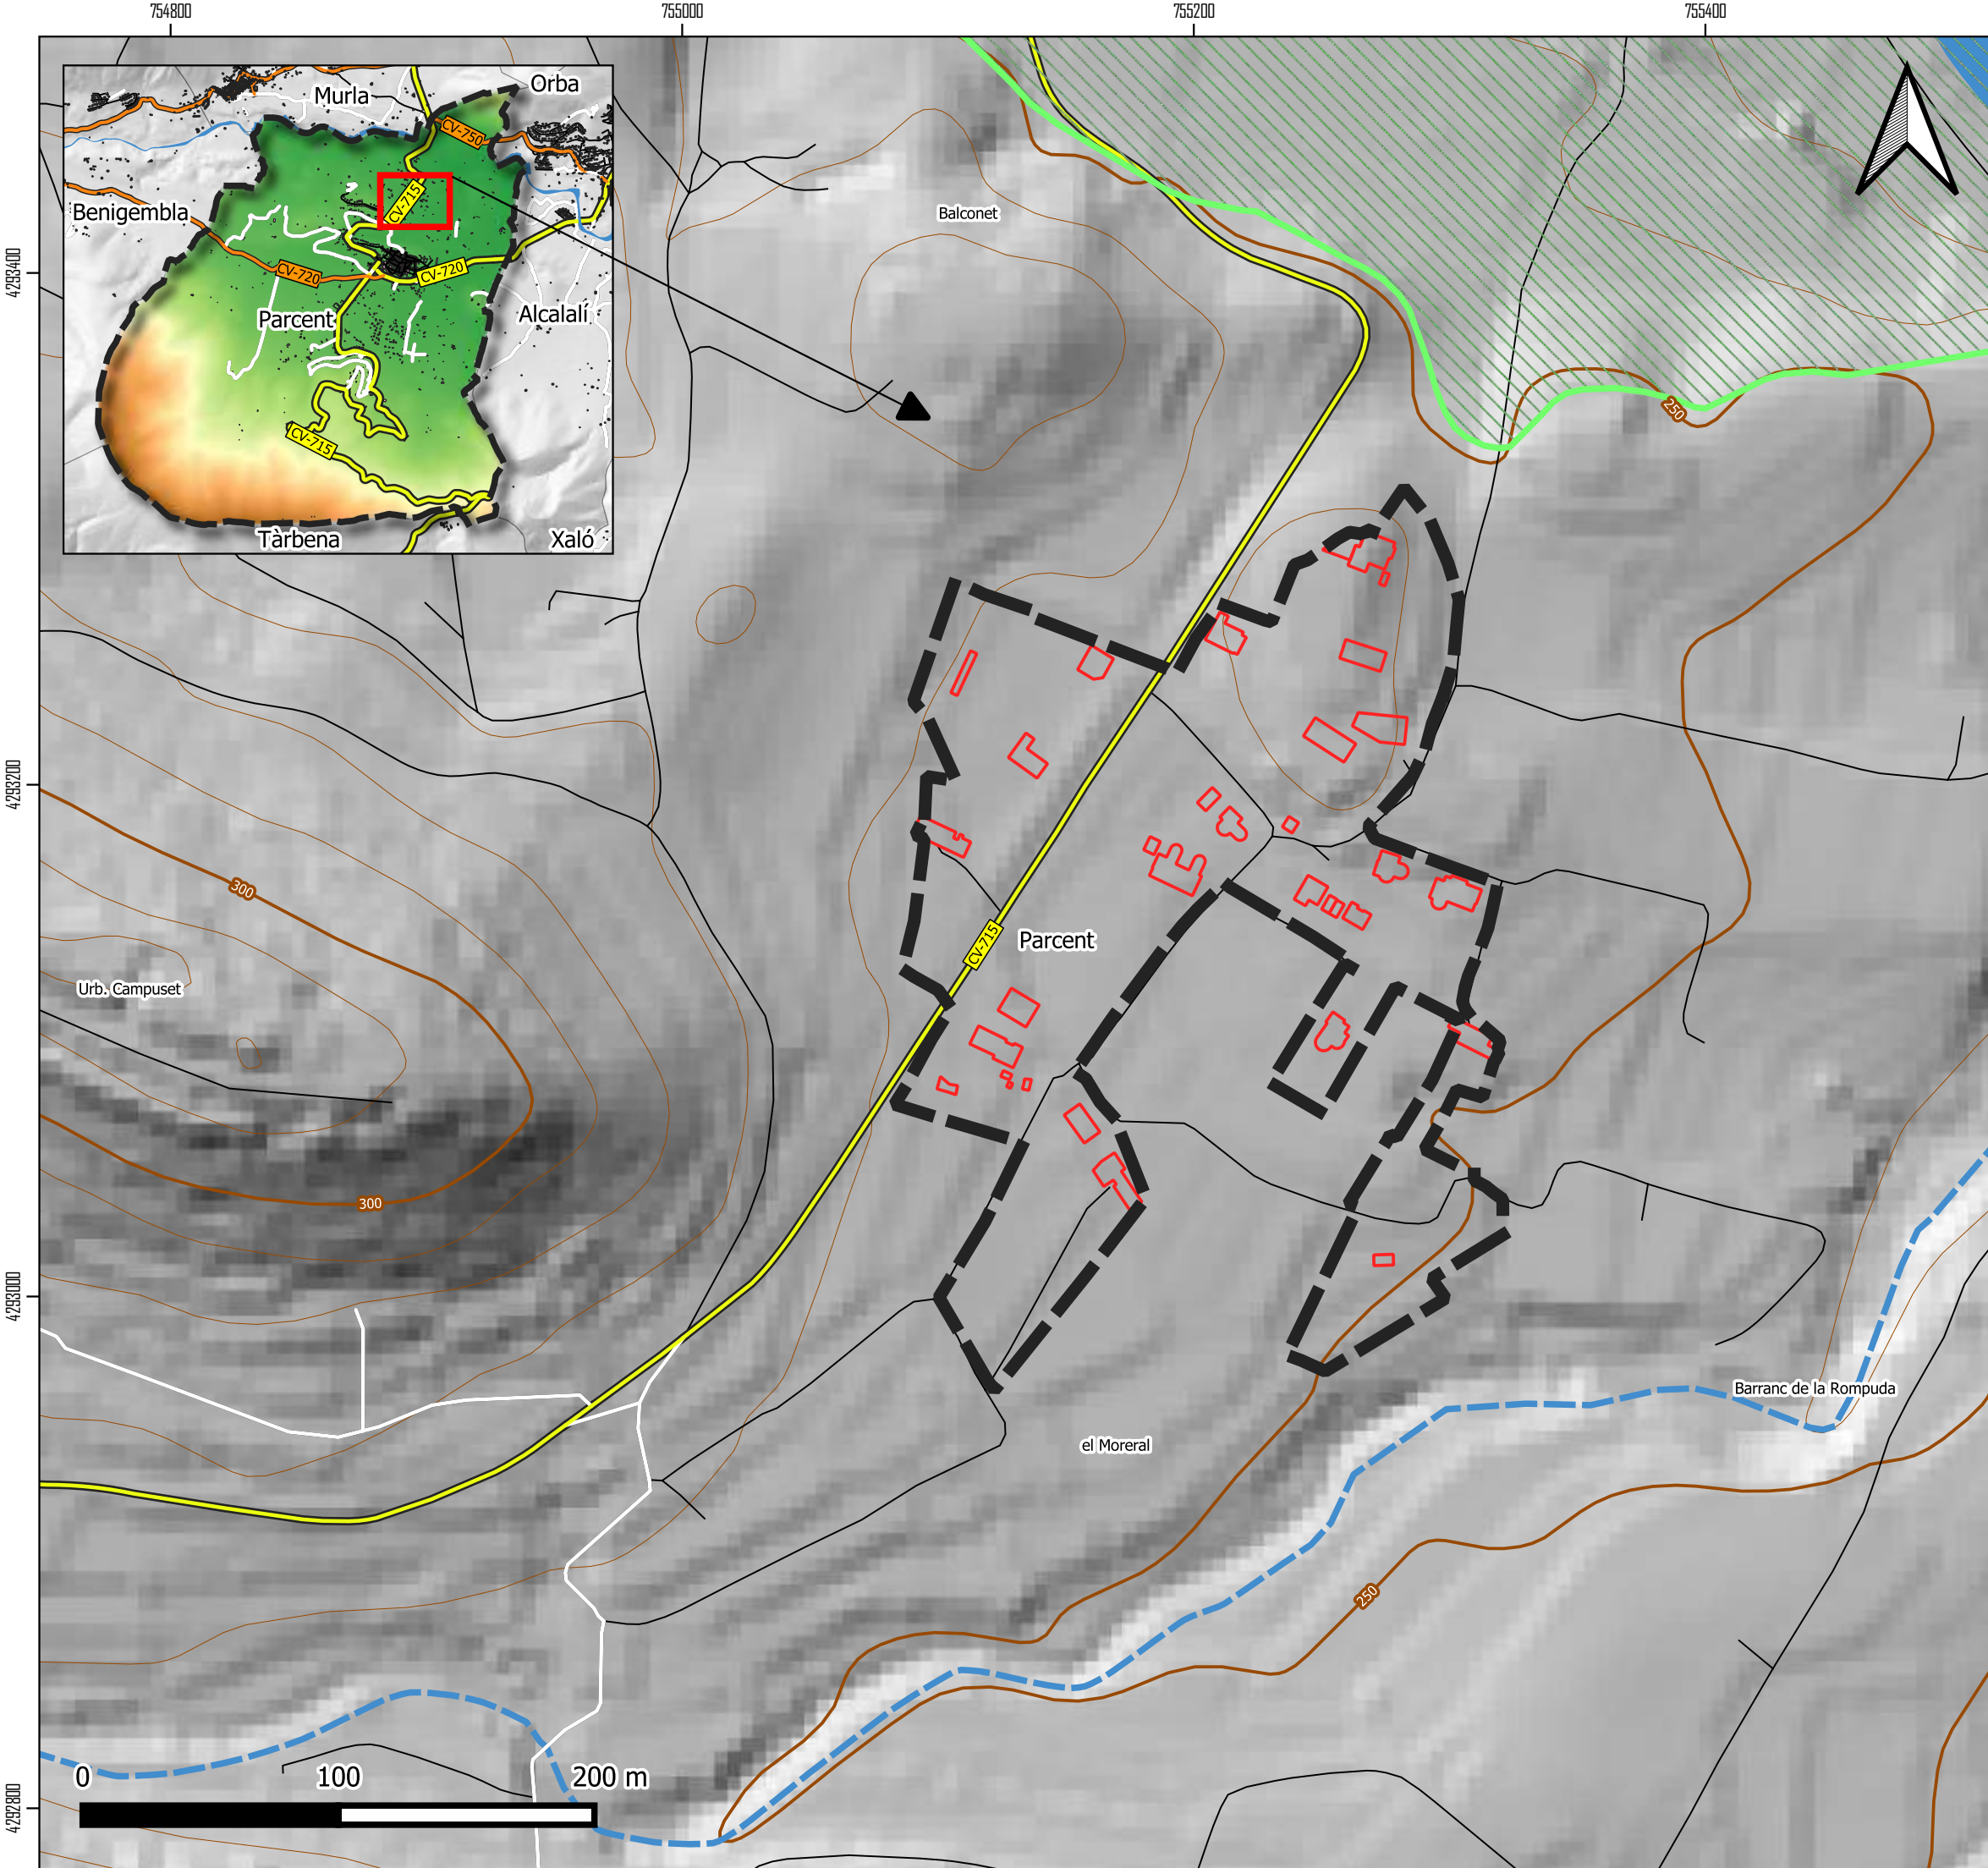 754800
755000
755200
755400
4293400
4293200
4293000
4292800
Orba
Murla
CV-750
Benigembla
CV-715
CV-720
CV-720
Alcalalí
Parcent
CV-715
Tàrbena
Xaló
Balconet
250
300
CV-715
Parcent
Urb. Campuset
300
Barranc de la Rompuda
el Moreral
250
0 100 200 m